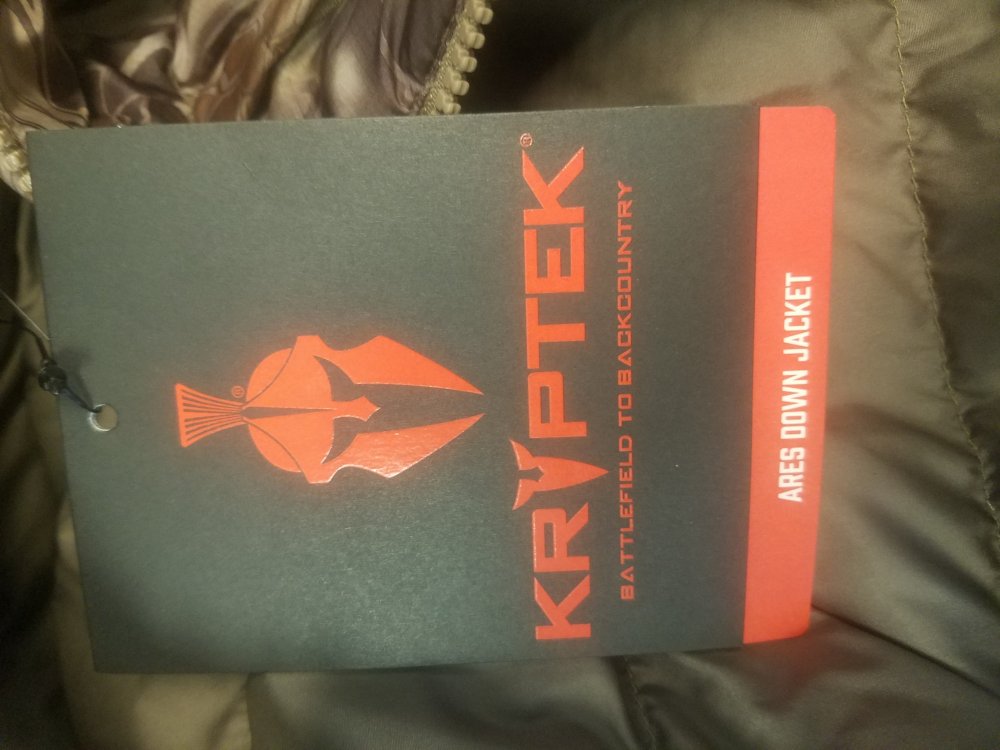 KRYPTEK®
BATTLEFIELD TO BACKCOUNTRY
ARES DOWN JACKET